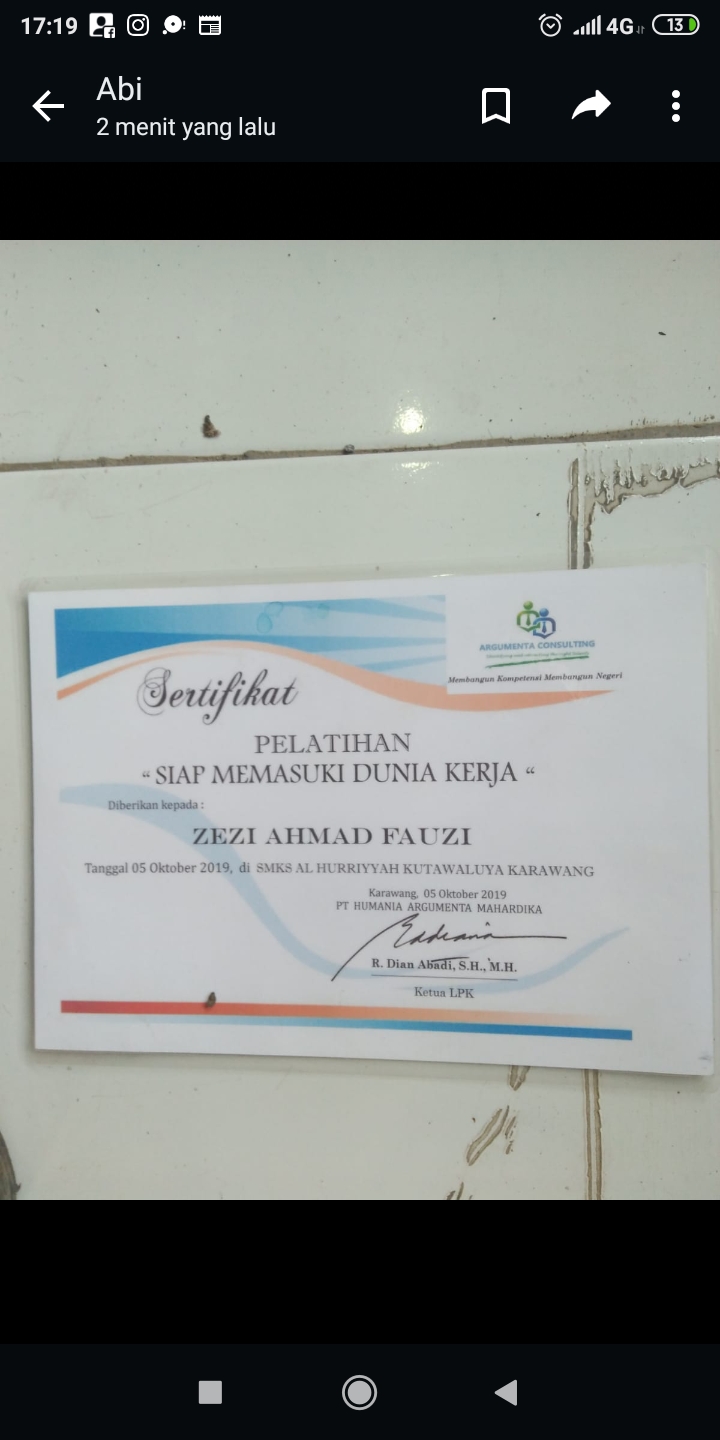 17:19
4G
13
Abi
2 menit yang lalu
ARGUMENTA CONSULTING
Membangun Kompetensi Membangun Negeri
Sertifikat
PELATIHAN
“ SIAP MEMASUKI DUNIA KERJA “
Diberikan kepada :
ZEZI AHMAD FAUZI
Tanggal 05 Oktober 2019, di SMKS AL HURRIYYAH KUTAWALUYA KARAWANG
Karawang, 05 Oktober 2019
PT HUMANIA ARGUMENTA MAHARDIKA
R. Dian Abadi, S.H., M.H.
Ketua LPK